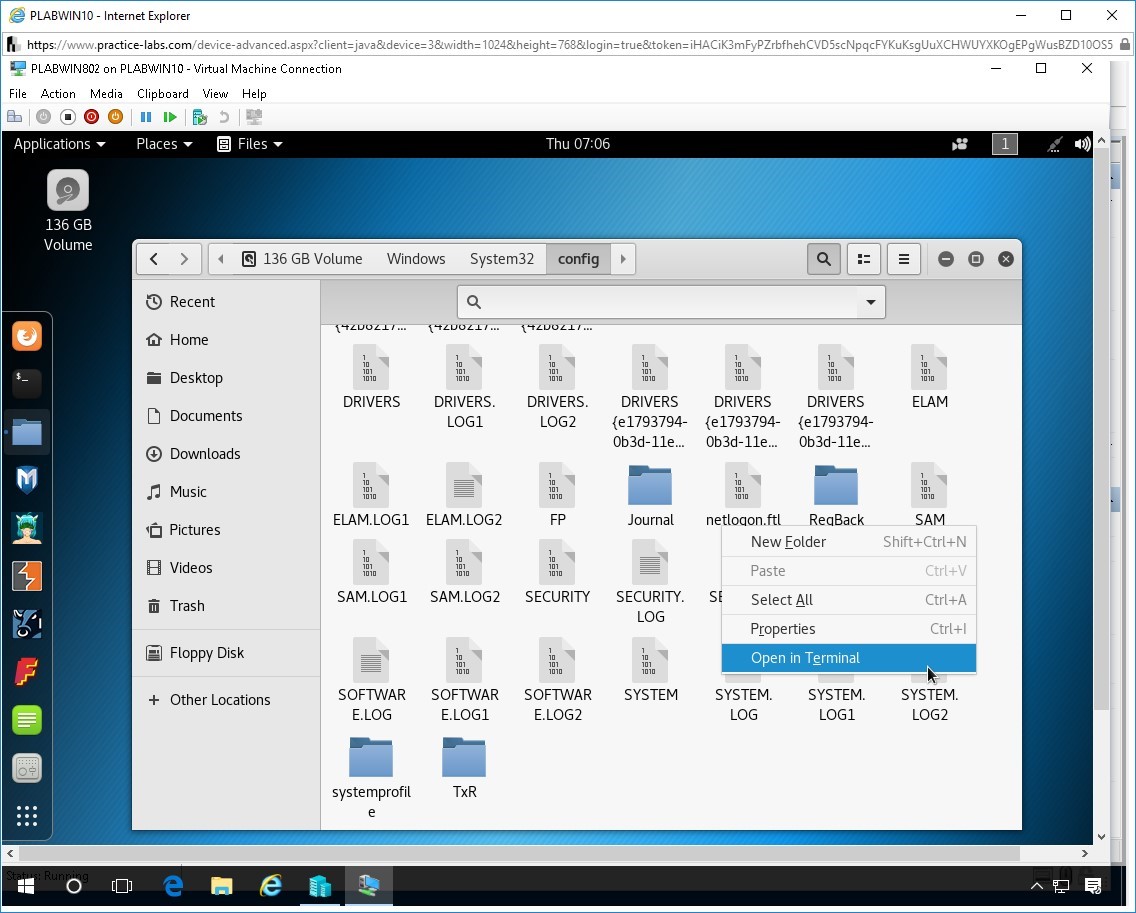 PLABWIN10 - Internet Explorer
https://www.practice-labs.com/device-advanced.aspx?client=java&device=3&width=1024&height=768&login=true&token=iHACiK3mFyPZrbfhehCVD5scNpqcFYKuKsgUuXCHWUYXKOgEPgWusBZD10OS5
PLABWIN802 on PLABWIN10 - Virtual Machine Connection
File Action Media Clipboard View Help
Applications Places Files Thu 07:06 1
136 GB
Volume
136 GB Volume Windows System32 config
Recent
Home
Desktop
Documents
Downloads
Music
Pictures
Videos
Trash
Floppy Disk
Other Locations
{42b8217... {42b8217... {42b8217...
DRIVERS DRIVERS. DRIVERS. DRIVERS DRIVERS DRIVERS ELAM
LOG1 LOG2 {e1793794- {e1793794- {e1793794-
0b3d-11e... 0b3d-11e... 0b3d-11e...
ELAM.LOG1 ELAM.LOG2 FP Journal netlogon.ftl RegBack SAM
SAM.LOG1 SAM.LOG2 SECURITY SECURITY.
LOG
New Folder Shift+Ctrl+N
Paste Ctrl+V
Select All Ctrl+A
Properties Ctrl+I
Open in Terminal
SOFTWAR SOFTWAR SOFTWAR SYSTEM SYSTEM. SYSTEM. SYSTEM.
E.LOG E.LOG1 E.LOG2 LOG LOG1 LOG2
systemprofil TxR
e
Status: Running